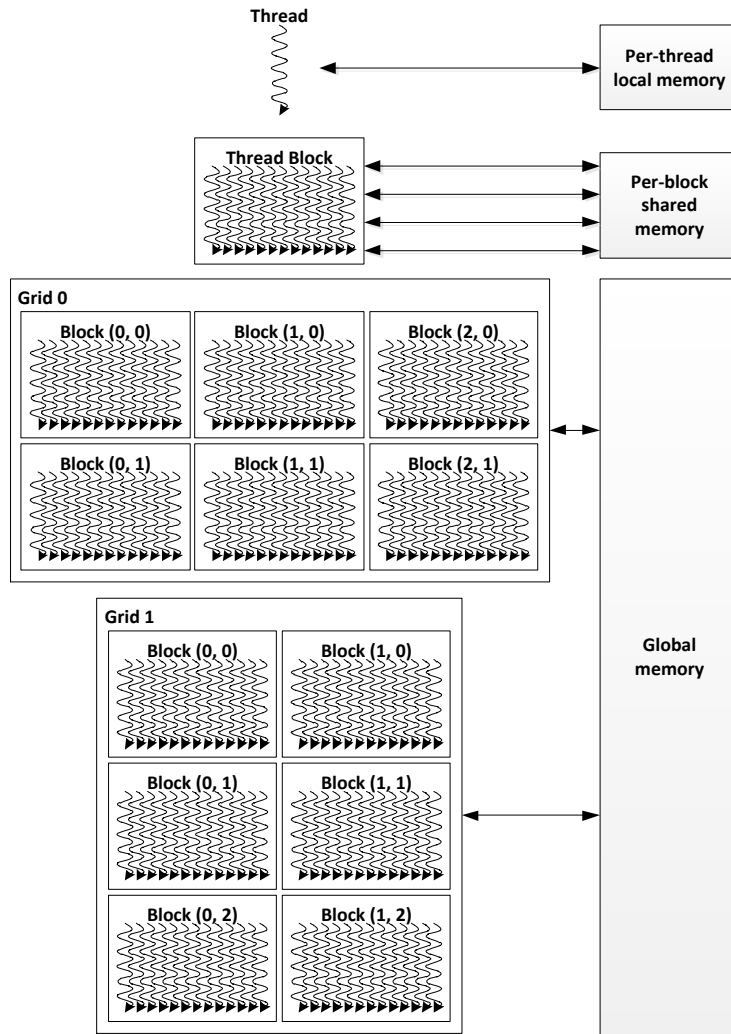 Thread
Per-thread
local memory
Thread Block
Per-block
shared
memory
Grid 0
Block (0, 0)
Block (1, 0)
Block (2, 0)
Block (0, 1)
Block (1, 1)
Block (2, 1)
Grid 1
Block (0, 0)
Block (1, 0)
Block (0, 1)
Block (1, 1)
Block (0, 2)
Block (1, 2)
Global
memory